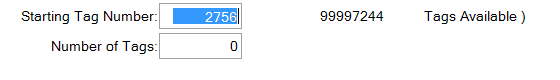 Starting Tag Number: 2756 99997244 Tags Available )
Number of Tags: 0